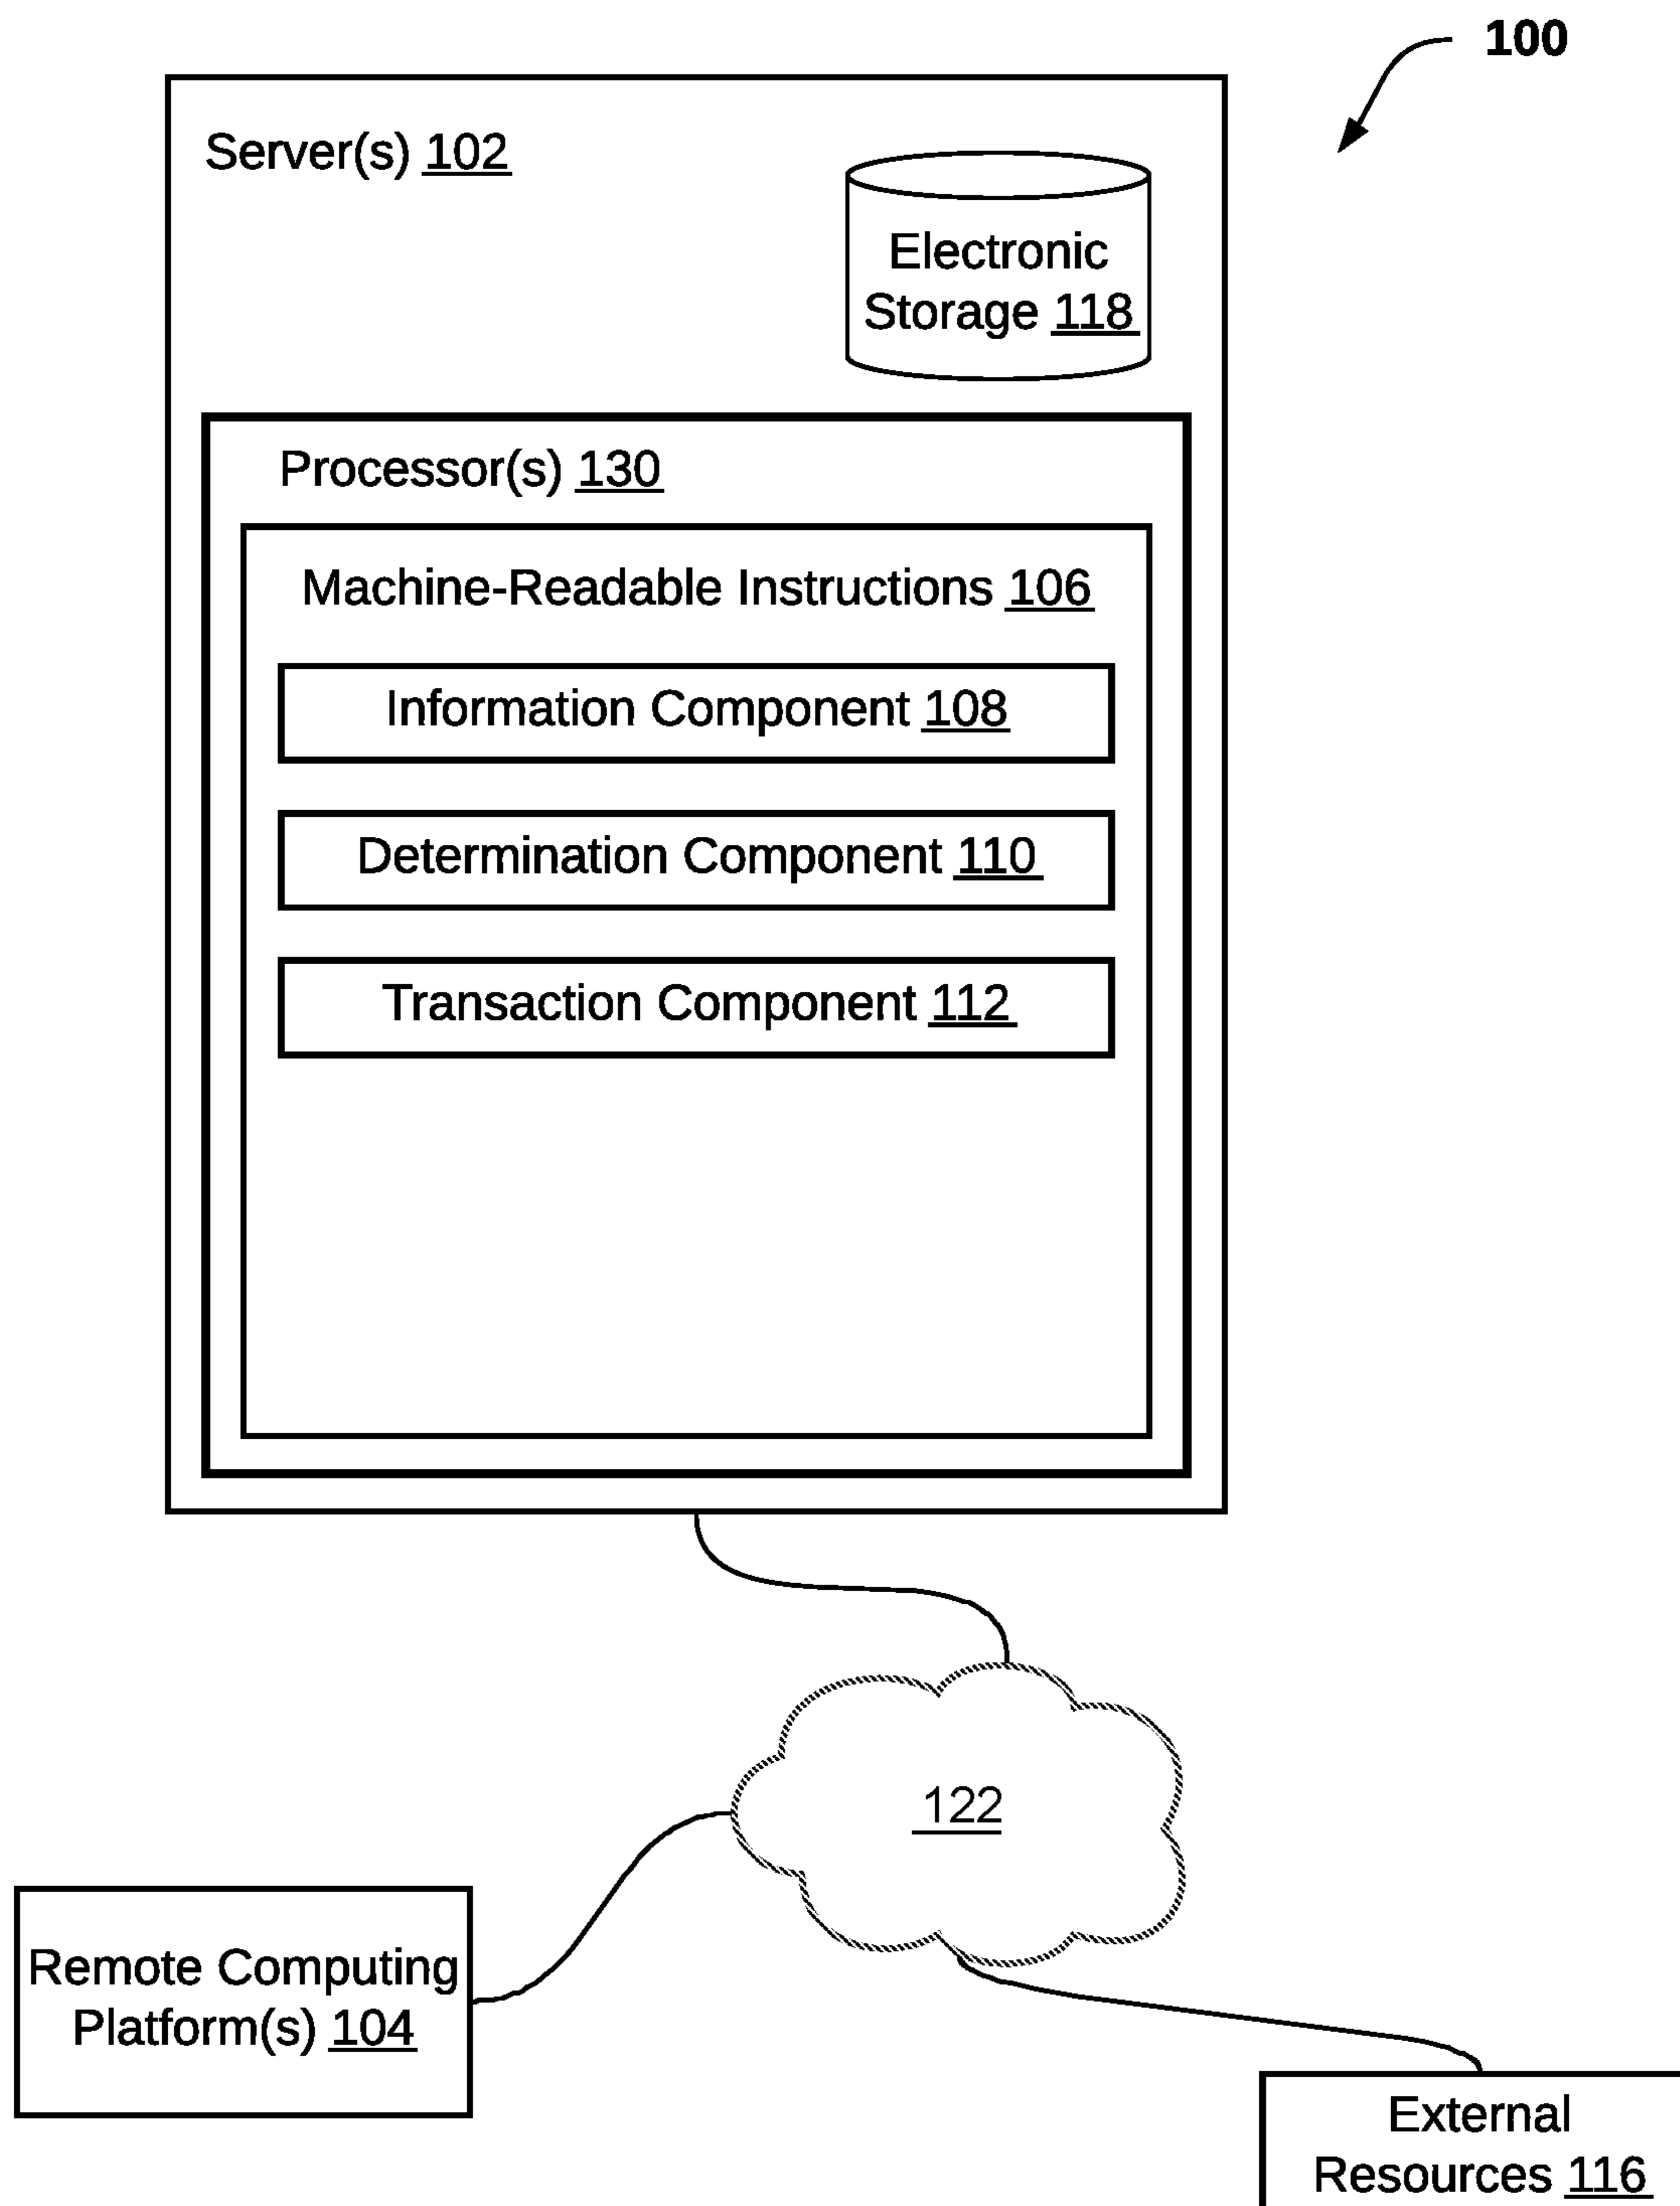 100
Server(s) 102
Electronic
Storage 118
Processor(s) 130
Machine-Readable Instructions 106
Information Component 108
Determination Component 110
Transaction Component 112
122
Remote Computing
Platform(s) 104
External
Resources 116